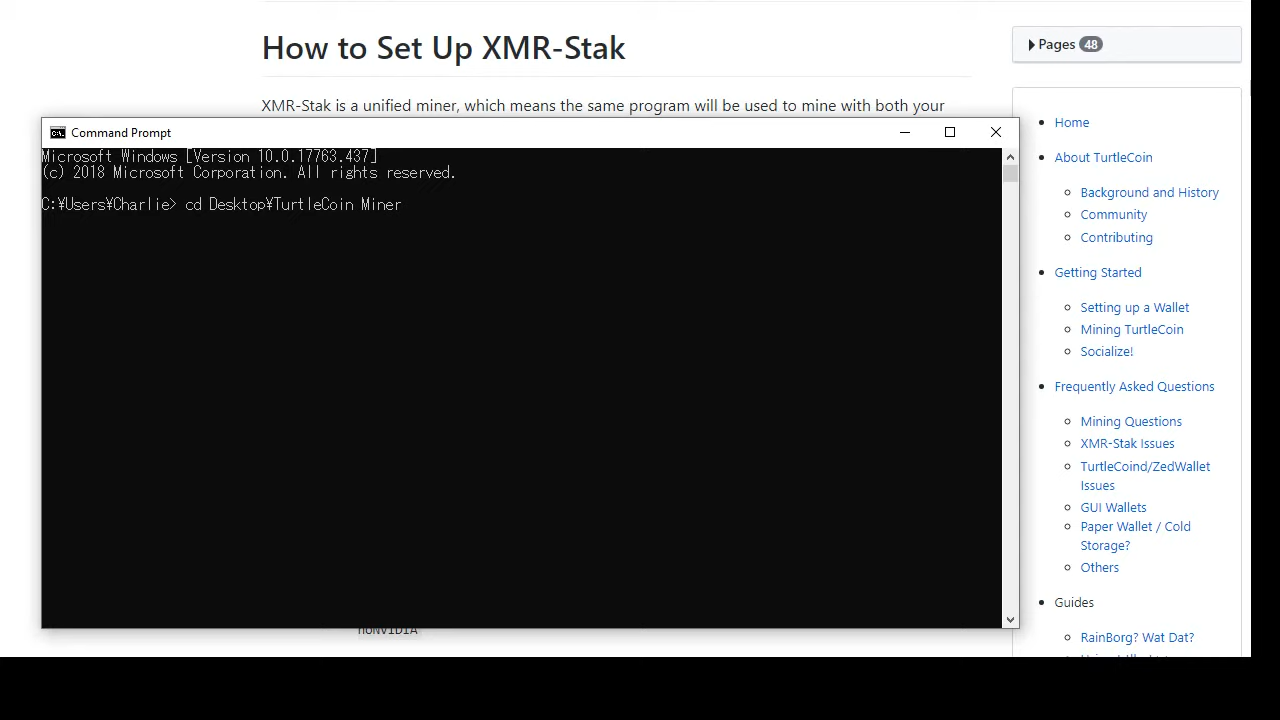 How to Set Up XMR-Stak
XMR-Stak is a unified miner, which means the same program will be used to mine with both your
Command Prompt
Microsoft Windows [Version 10.0.17763.437]
(c) 2018 Microsoft Corporation. All rights reserved.
C:¥Users¥Charlie> cd Desktop¥TurtleCoin Miner
noNVIDIA
Pages 48
Home
About TurtleCoin
Background and History
Community
Contributing
Getting Started
Setting up a Wallet
Mining TurtleCoin
Socialize!
Frequently Asked Questions
Mining Questions
XMR-Stak Issues
TurtleCoind/ZedWallet
Issues
GUI Wallets
Paper Wallet / Cold
Storage?
Others
Guides
RainBorg? Wat Dat?